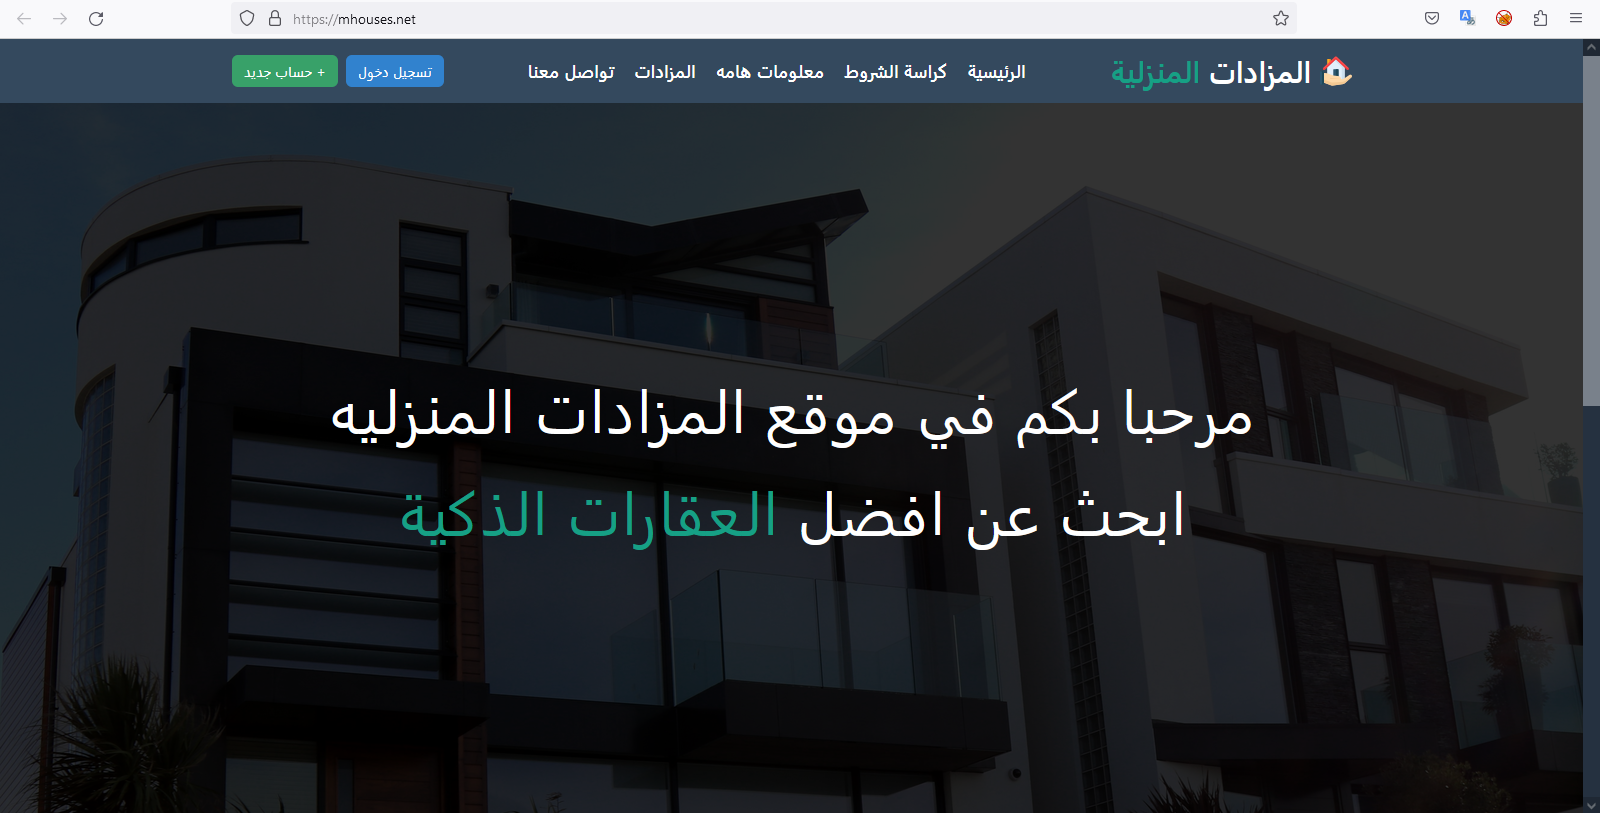 https://mhouses.net
المزادات المنزلية
الرئيسية
كراسة الشروط
معلومات هامه
المزادات
تواصل معنا
تسجيل دخول
+ حساب جديد
مرحبا بكم في موقع المزادات المنزليه
ابحث عن افضل العقارات الذكية